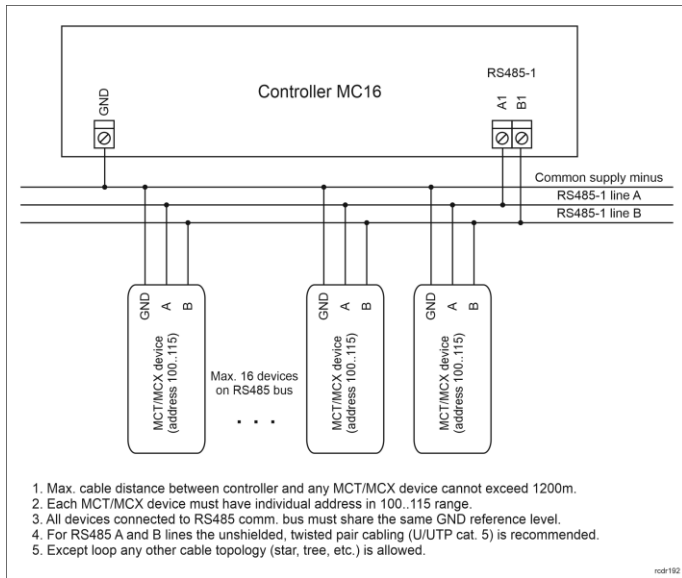 Controller MC16
RS485-1
GND
A1
B1
Common supply minus
RS485-1 line A
RS485-1 line B
GND
A
B
MCT/MCX device
(address 100..115)
Max. 16 devices
on RS485 bus
. . .
GND
A
B
MCT/MCX device
(address 100..115)
GND
A
B
MCT/MCX device
(address 100..115)
1. Max. cable distance between controller and any MCT/MCX device cannot exceed 1200m.
2. Each MCT/MCX device must have individual address in 100..115 range.
3. All devices connected to RS485 comm. bus must share the same GND reference level.
4. For RS485 A and B lines the unshielded, twisted pair cabling (U/UTP cat. 5) is recommended.
5. Except loop any other cable topology (star, tree, etc.) is allowed.
rcdr192